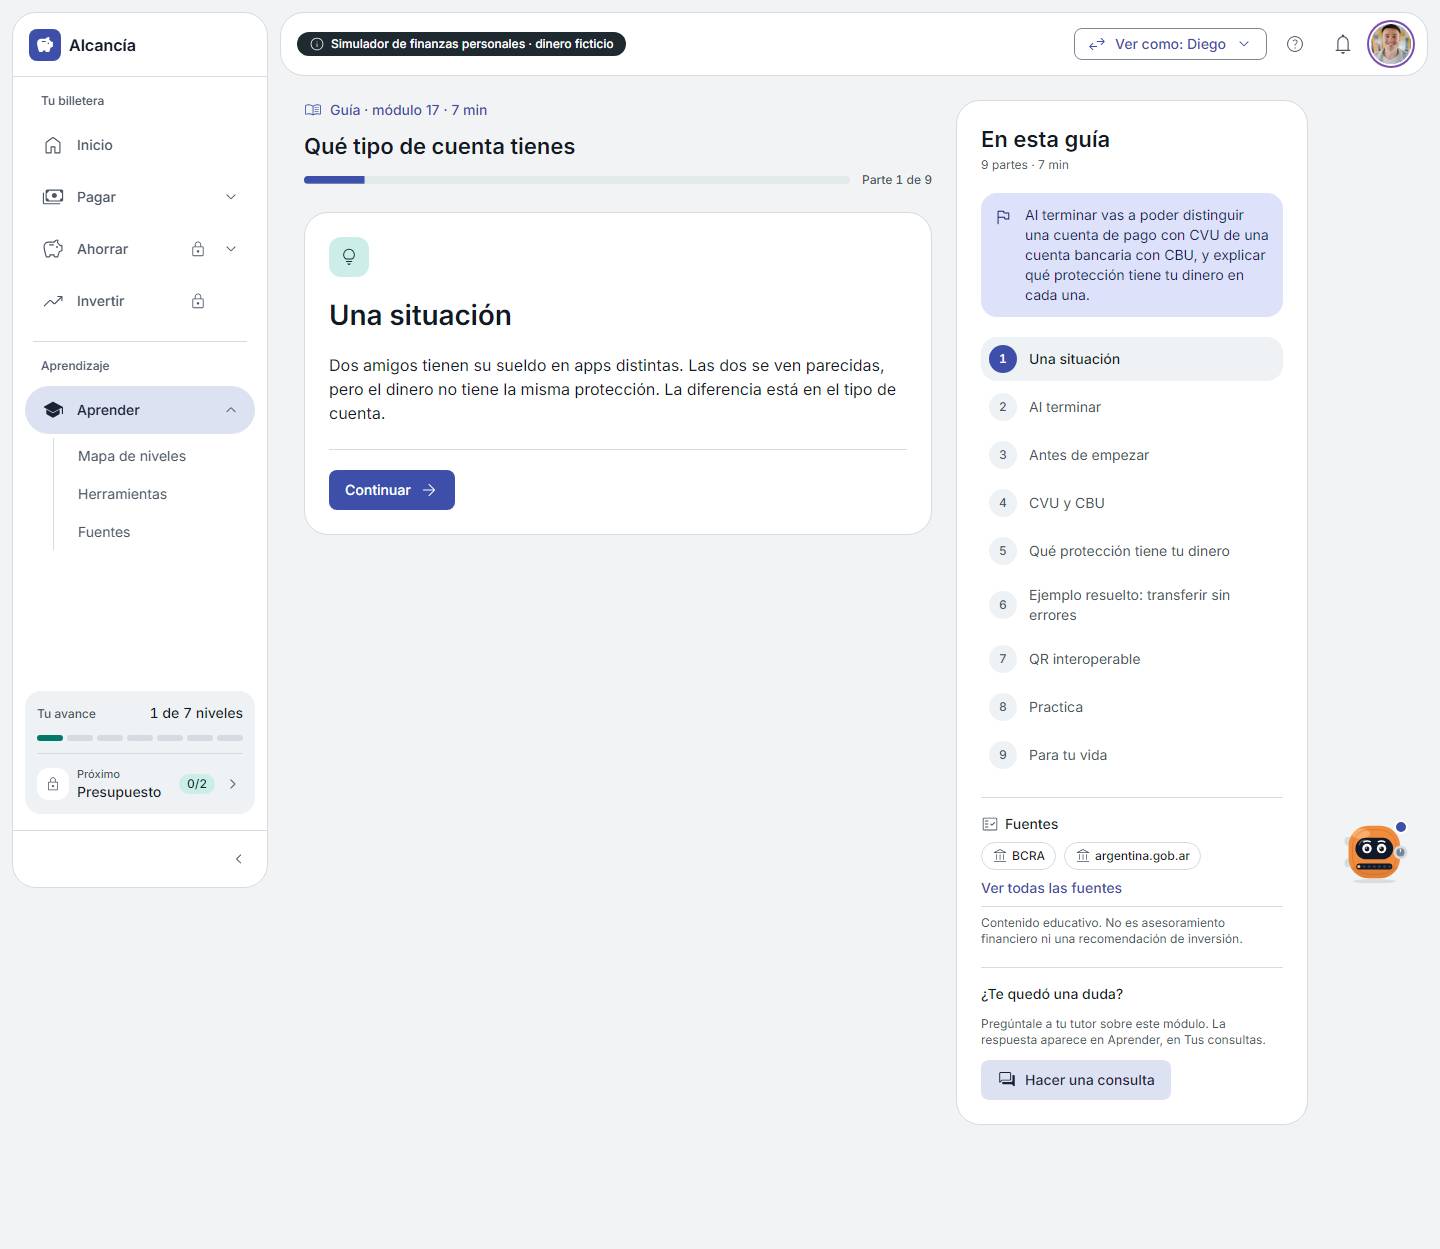 Alcancía
Simulador de finanzas personales · dinero ficticio
Ver como: Diego
Tu billetera
Inicio
Pagar
Ahorrar
Invertir
Aprendizaje
Aprender
Mapa de niveles
Herramientas
Fuentes
Tu avance
1 de 7 niveles
Próximo
Presupuesto
0/2
Guía · módulo 17 · 7 min
Qué tipo de cuenta tienes
Parte 1 de 9
Una situación
Dos amigos tienen su sueldo en apps distintas. Las dos se ven parecidas,
pero el dinero no tiene la misma protección. La diferencia está en el tipo de
cuenta.
Continuar
En esta guía
9 partes · 7 min
Al terminar vas a poder distinguir
una cuenta de pago con CVU de una
cuenta bancaria con CBU, y explicar
qué protección tiene tu dinero en
cada una.
1 Una situación
2 Al terminar
3 Antes de empezar
4 CVU y CBU
5 Qué protección tiene tu dinero
6 Ejemplo resuelto: transferir sin
errores
7 QR interoperable
8 Practica
9 Para tu vida
Fuentes
BCRA
argentina.gob.ar
Ver todas las fuentes
Contenido educativo. No es asesoramiento
financiero ni una recomendación de inversión.
¿Te quedó una duda?
Pregúntale a tu tutor sobre este módulo. La
respuesta aparece en Aprender, en Tus consultas.
Hacer una consulta